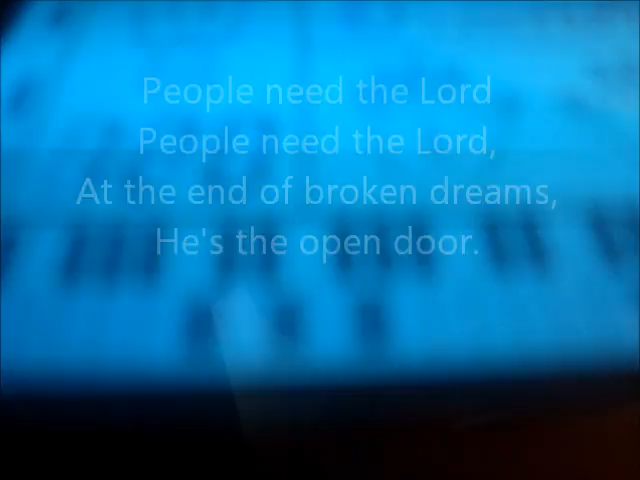 People need the Lord
People need the Lord,
At the end of broken dreams,
He's the open door.